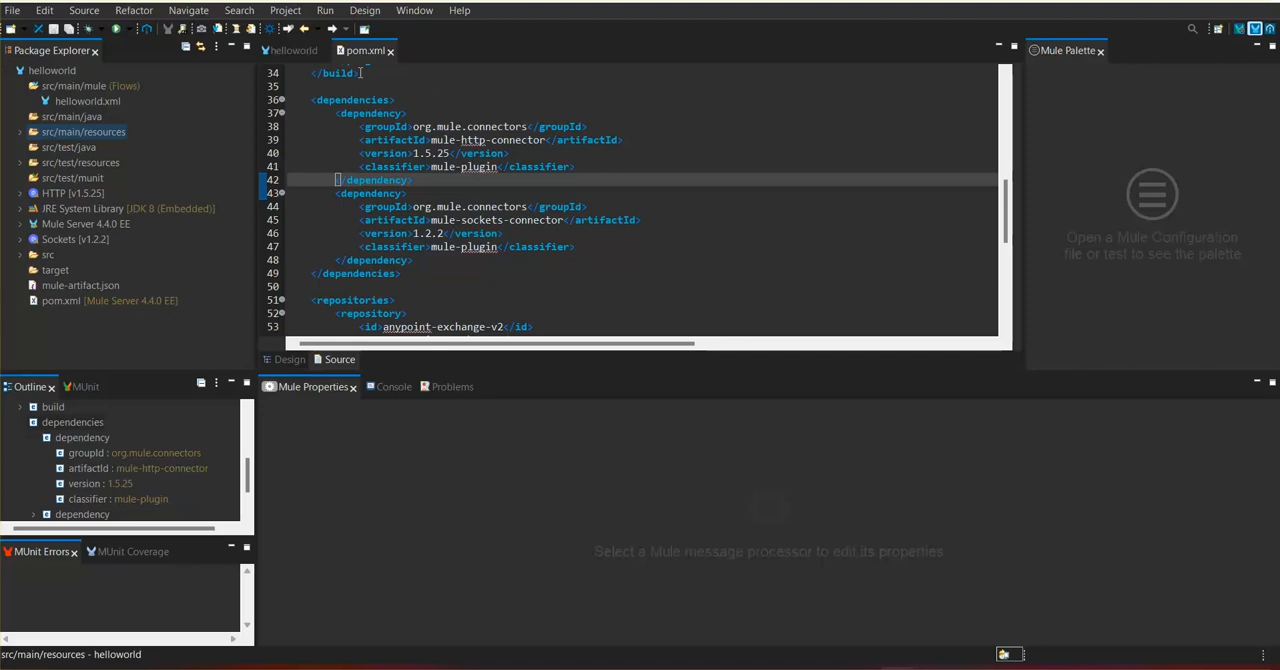 File Edit Source Refactor Navigate Search Project Run Design Window Help
Package Explorer
helloworld
src/main/mule (Flows)
helloworld.xml
src/main/java
src/main/resources
src/test/java
src/test/resources
src/test/munit
HTTP [v1.5.25]
JRE System Library [JDK 8 (Embedded)]
Mule Server 4.4.0 EE
Sockets [v1.2.2]
src
target
mule-artifact.json
pom.xml [Mule Server 4.4.0 EE]
helloworld pom.xml
34 </build>
35
36 <dependencies>
37 <dependency>
38 <groupId>org.mule.connectors</groupId>
39 <artifactId>mule-http-connector</artifactId>
40 <version>1.5.25</version>
41 <classifier>mule-plugin</classifier>
42 </dependency>
43 <dependency>
44 <groupId>org.mule.connectors</groupId>
45 <artifactId>mule-sockets-connector</artifactId>
46 <version>1.2.2</version>
47 <classifier>mule-plugin</classifier>
48 </dependency>
49 </dependencies>
50
51 <repositories>
52 <repository>
53 <id>anypoint-exchange-v2</id>
Design Source
Mule Palette
Open a Mule Configuration
file or test to see the palette
Outline MUnit
build
dependencies
dependency
groupId : org.mule.connectors
artifactId : mule-http-connector
version : 1.5.25
classifier : mule-plugin
dependency
Mule Properties Console Problems
Select a Mule message processor to edit its properties
MUnit Errors MUnit Coverage
src/main/resources - helloworld